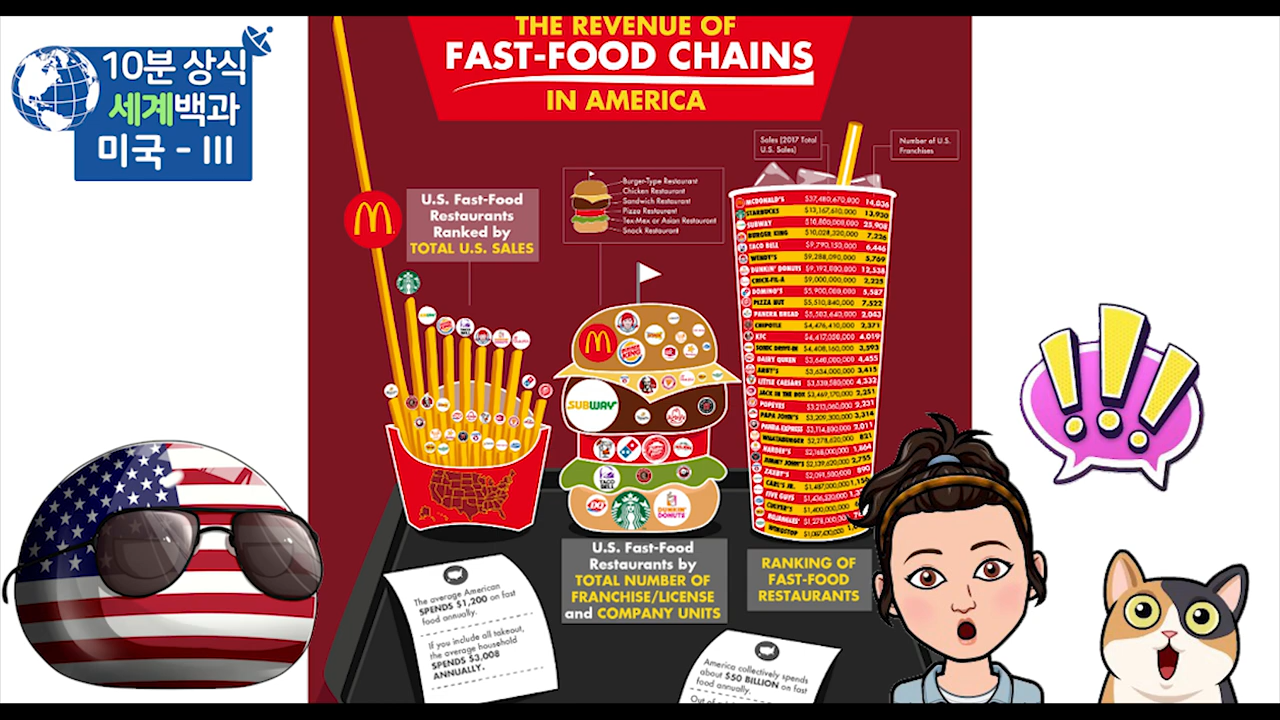 10분 상식
세계백과
미국 - III
THE REVENUE OF
FAST-FOOD CHAINS
IN AMERICA
Sales (2017 Total
U.S. Sales)
Number of U.S.
Franchises
U.S. Fast-Food
Restaurants
Ranked by
TOTAL U.S. SALES
Burger-Type Restaurant
Chicken Restaurant
Sandwich Restaurant
Pizza Restaurant
Tex-Mex or Asian Restaurant
Snack Restaurant
MCDONALD'S $37,480,670,000 14,036
STARBUCKS $13,167,610,000 13,930
SUBWAY $10,800,000,000 25,908
BURGER KING $10,028,320,000 7,226
TACO BELL $9,790,150,000 6,446
WENDY'S $9,288,090,000 5,769
DUNKIN' DONUTS $9,192,000,000 12,538
CHICK-FIL-A $9,000,000,000 2,225
DOMINO'S $5,900,000,000 5,587
PIZZA HUT $5,510,840,000 7,522
PANERA BREAD $5,503,640,000 2,043
CHIPOTLE $4,476,410,000 2,371
KFC $4,417,050,000 4,019
SONIC DRIVE-IN $4,408,160,000 3,593
DAIRY QUEEN $3,640,000,000 4,455
ARBY'S $3,634,000,000 3,415
LITTLE CAESARS $3,530,580,000 4,332
JACK IN THE BOX $3,469,170,000 2,251
POPEYES $3,213,060,000 2,231
PAPA JOHN'S $3,209,300,000 3,314
PANDA EXPRESS $3,114,830,000 2,011
WHATABURGER $2,278,620,000 821
HARDEE'S $2,168,000,000 1,864
JIMMY JOHN'S $2,139,620,000 2,755
ZAXBY'S $2,091,500,000 890
CARL'S JR. $1,487,000,000
FIVE GUYS $1,436,520,000
CULVER'S $1,400,000,000
BOJANGLES' $1,278,000,000
WINGSTOP $1,087,400,000
BURGER
KING
SUBWAY
TACO
BELL
DQ
DUNKIN'
DONUTS
U.S. Fast-Food
Restaurants by
TOTAL NUMBER OF
FRANCHISE/LICENSE
and COMPANY UNITS
RANKING OF
FAST-FOOD
RESTAURANTS
The average American
SPENDS $1,200 on fast
food annually.
If you include all takeout,
the average household
SPENDS $3,008
ANNUALLY.
America collectively spends
about $50 BILLION on fast
food annually.